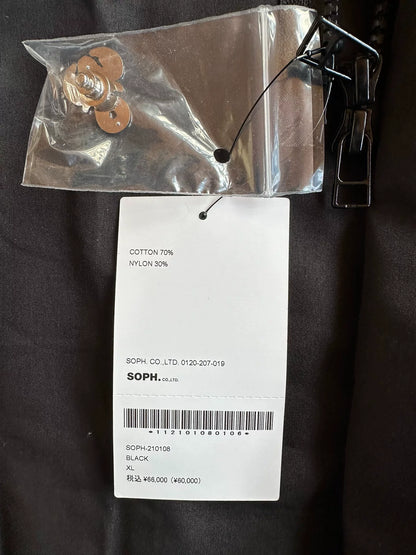 COTTON 70%
NYLON 30%
SOPH. CO.,LTD. 0120-207-019
SOPH. CO.,LTD.
*112101080106*
SOPH-210108
BLACK
XL
税込 ¥66,000 (¥60,000)